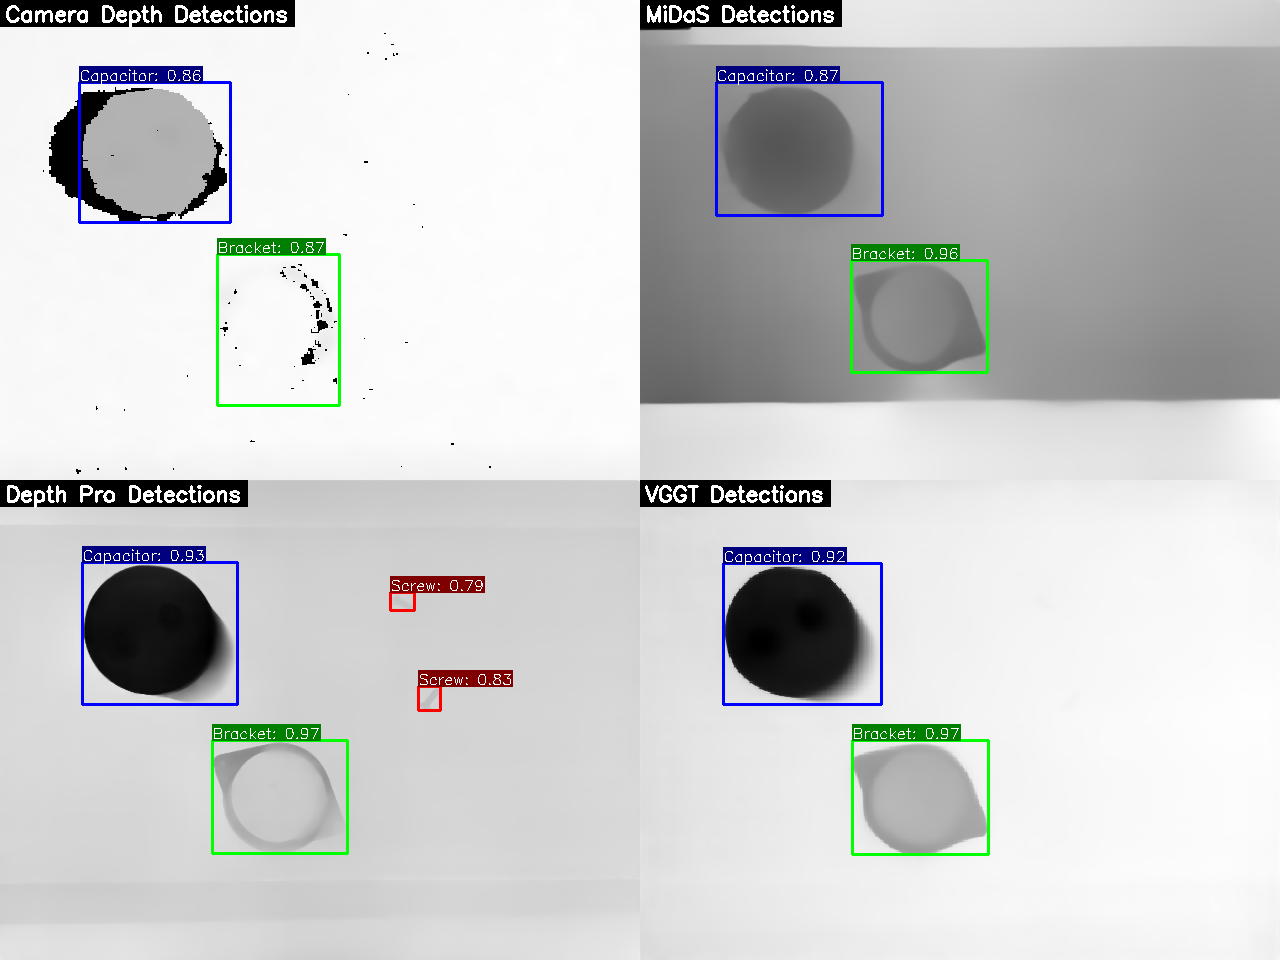 Camera Depth Detections
Capacitor: 0.86
Bracket: 0.87
MiDaS Detections
Capacitor: 0.87
Bracket: 0.96
Depth Pro Detections
Capacitor: 0.93
Screw: 0.79
Screw: 0.83
Bracket: 0.97
VGGT Detections
Capacitor: 0.92
Bracket: 0.97